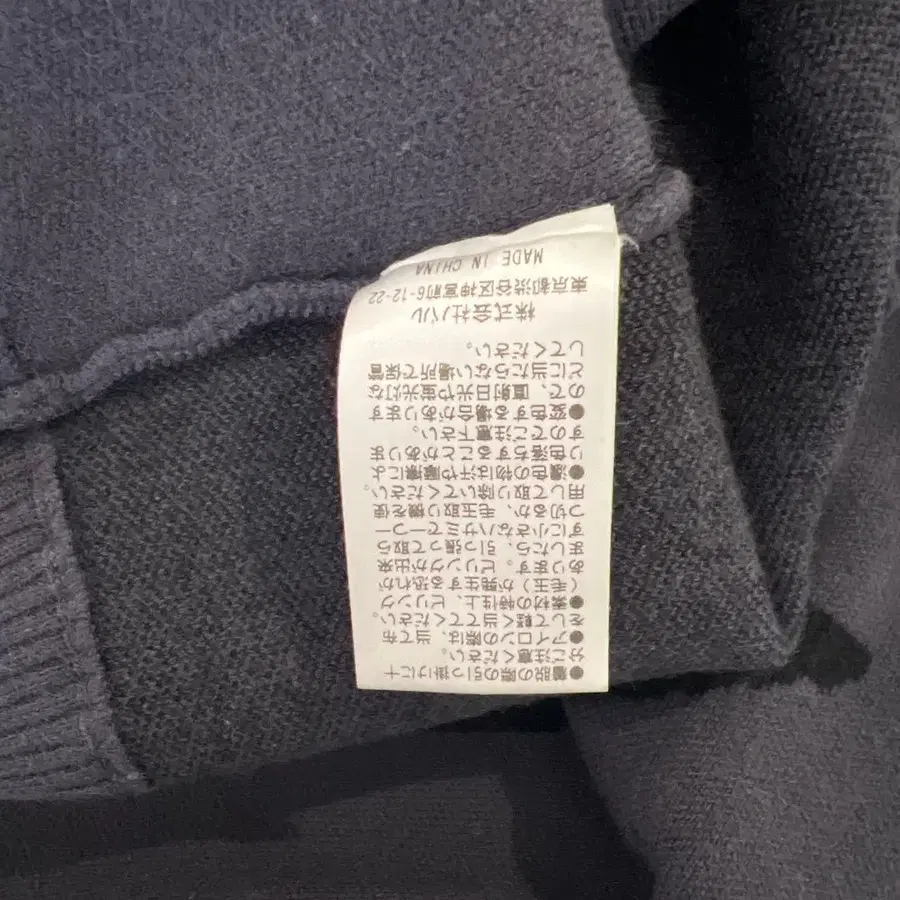 ●着脱の際の引っ掛けに十
分ご注意ください。
●アイロンの際は、当て布
をして軽く当ててください。
●素材の特性上、ピリング
(毛玉)が発生する恐れが
あります。ピリングが出来
ましたら、引っ張って取ら
ずに小さなハサミで一つ一
つ切るか、毛玉取り機を使
用して取り除いてください。
●濃色の物は汗や摩擦によ
り色落ちすることがありま
すのでご注意下さい。
●変色する場合があります
ので、直射日光や蛍光灯な
どに当たらない場所で保管
してください。
株式会社バル
東京都渋谷区神宮前6-12-22
MADE IN CHINA